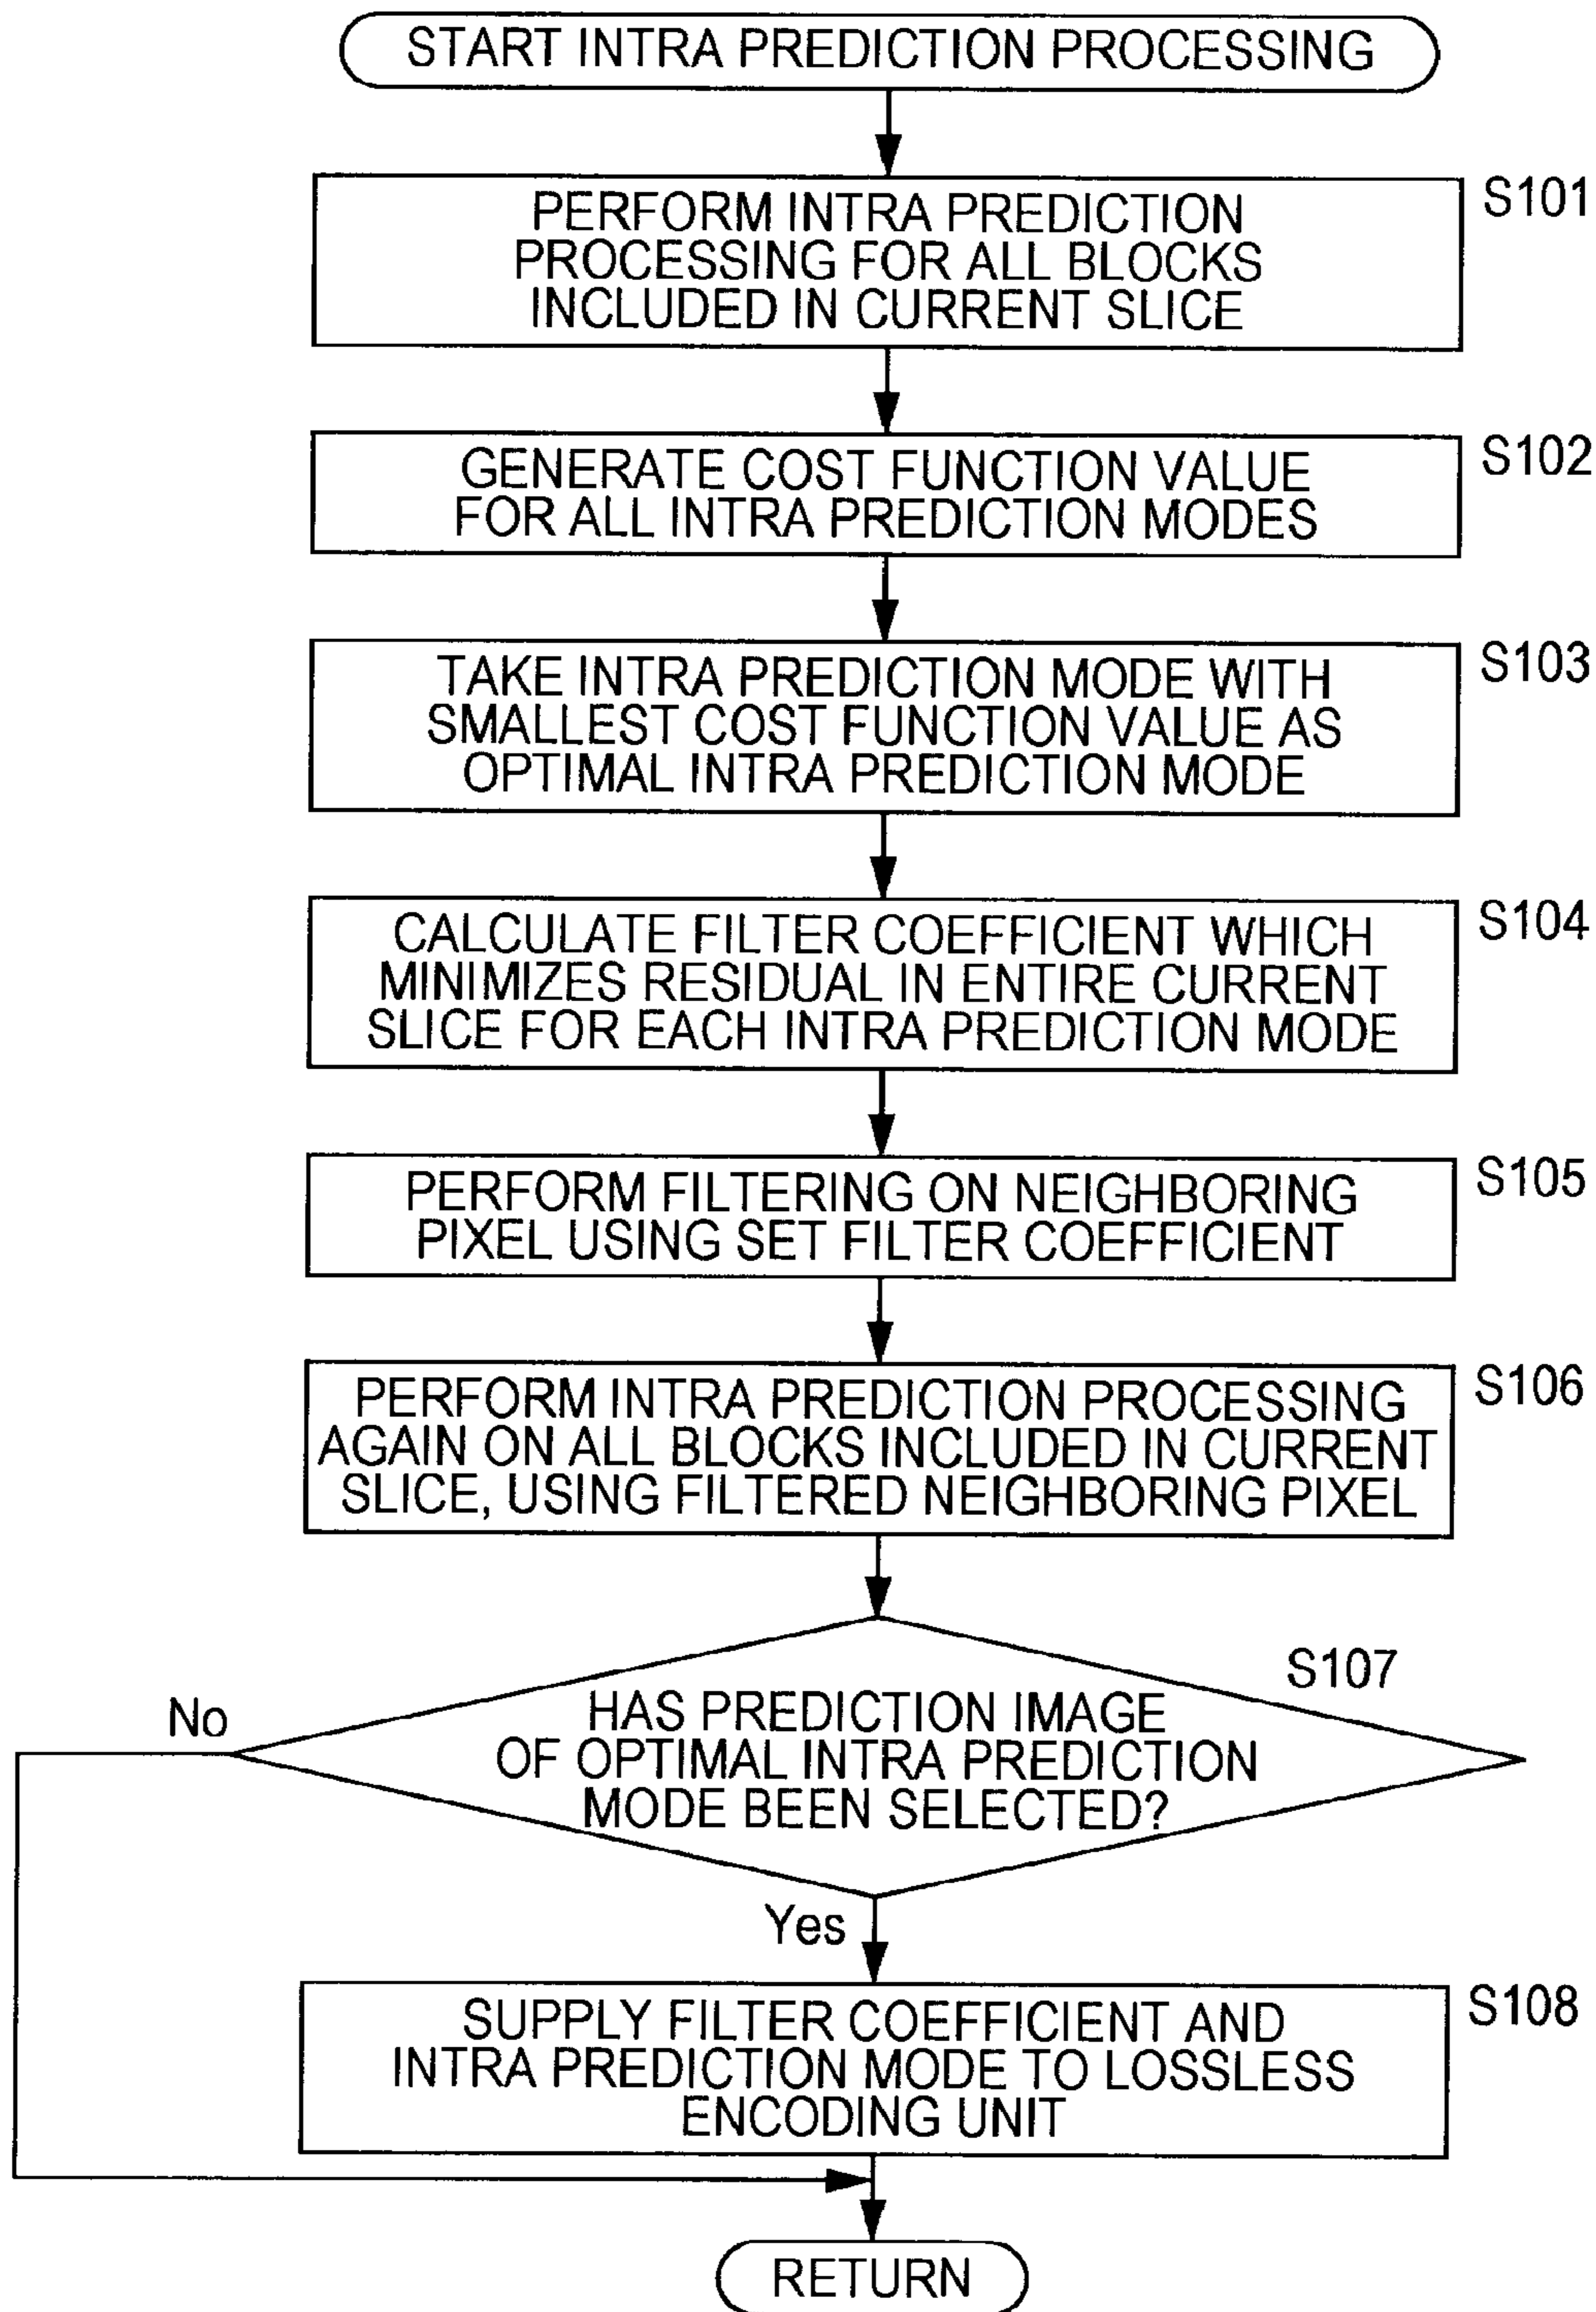 START INTRA PREDICTION PROCESSING
S101
PERFORM INTRA PREDICTION
PROCESSING FOR ALL BLOCKS
INCLUDED IN CURRENT SLICE
S102
GENERATE COST FUNCTION VALUE
FOR ALL INTRA PREDICTION MODES
S103
TAKE INTRA PREDICTION MODE WITH
SMALLEST COST FUNCTION VALUE AS
OPTIMAL INTRA PREDICTION MODE
S104
CALCULATE FILTER COEFFICIENT WHICH
MINIMIZES RESIDUAL IN ENTIRE CURRENT
SLICE FOR EACH INTRA PREDICTION MODE
S105
PERFORM FILTERING ON NEIGHBORING
PIXEL USING SET FILTER COEFFICIENT
S106
PERFORM INTRA PREDICTION PROCESSING
AGAIN ON ALL BLOCKS INCLUDED IN CURRENT
SLICE, USING FILTERED NEIGHBORING PIXEL
S107
No
HAS PREDICTION IMAGE
OF OPTIMAL INTRA PREDICTION
MODE BEEN SELECTED?
Yes
S108
SUPPLY FILTER COEFFICIENT AND
INTRA PREDICTION MODE TO LOSSLESS
ENCODING UNIT
RETURN